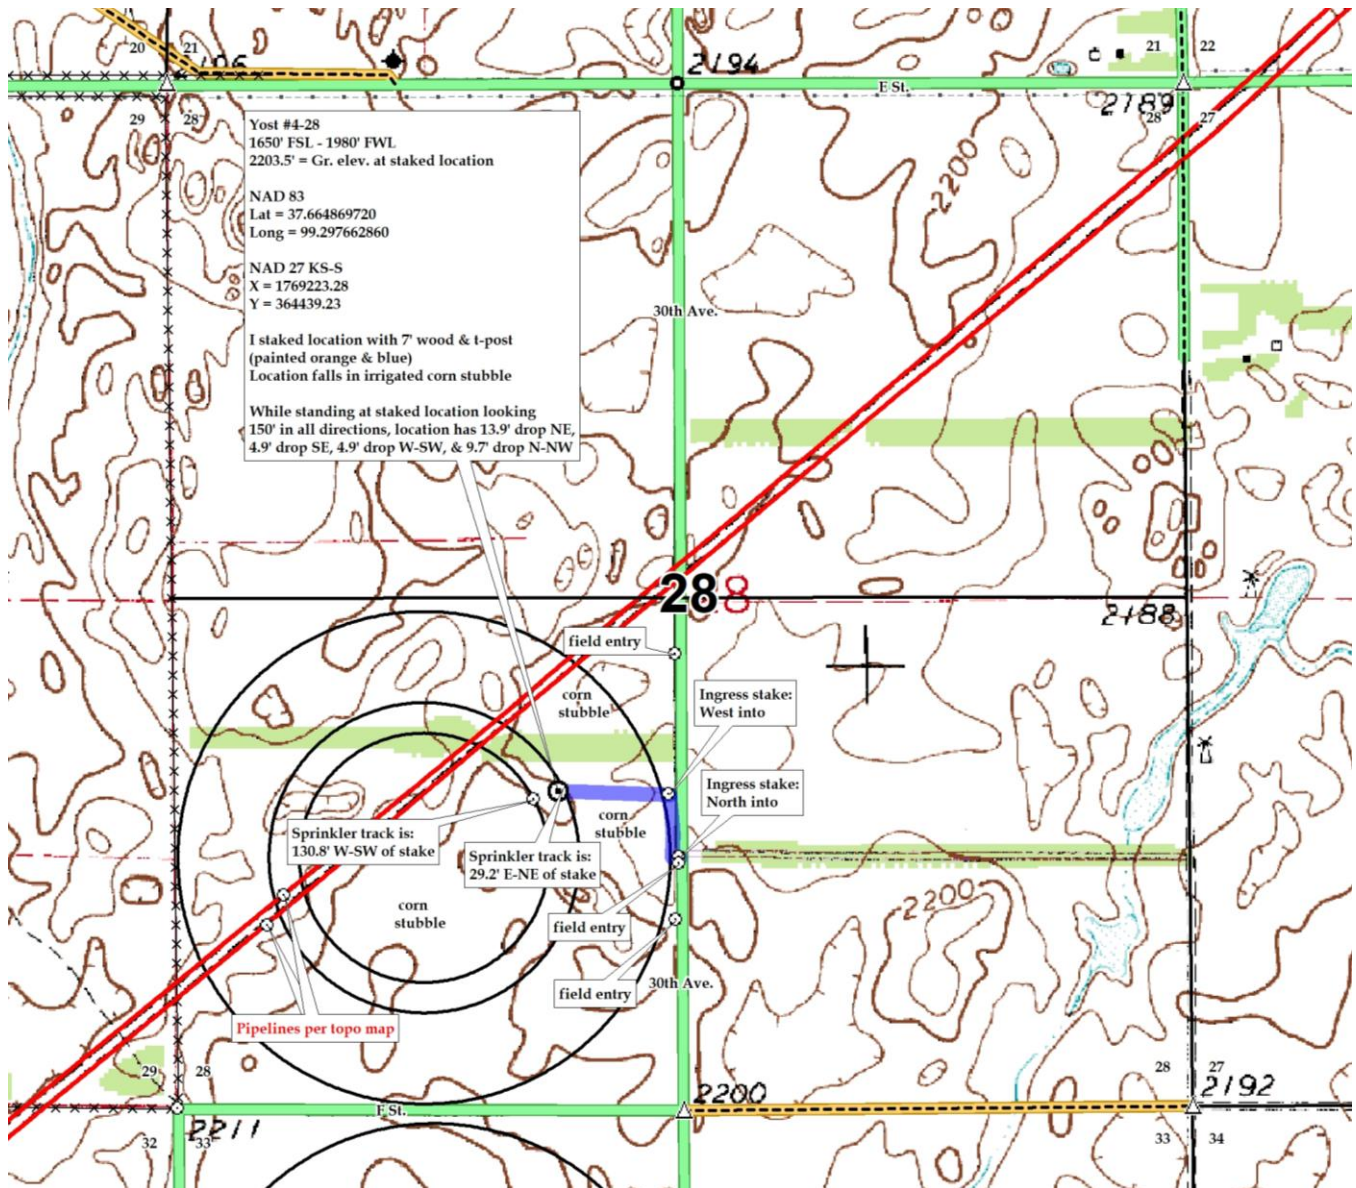 20
21
2196
2194
E St.
21
22
2189
29
28
28
27
Yost #4-28
1650' FSL - 1980' FWL
2203.5' = Gr. elev. at staked location
NAD 83
Lat = 37.664869720
Long = 99.297662860
NAD 27 KS-S
X = 1769223.28
Y = 364439.23
I staked location with 7' wood & t-post
(painted orange & blue)
Location falls in irrigated corn stubble
While standing at staked location looking
150' in all directions, location has 13.9' drop NE,
4.9' drop SE, 4.9' drop W-SW, & 9.7' drop N-NW
2200
30th Ave.
28
8
2188
field entry
corn
stubble
Ingress stake:
West into
Ingress stake:
North into
corn
stubble
Sprinkler track is:
130.8' W-SW of stake
Sprinkler track is:
29.2' E-NE of stake
corn
stubble
field entry
2200
field entry
30th Ave.
Pipelines per topo map
29
28
28
27
2200
2192
F St.
2211
32
33
33
34